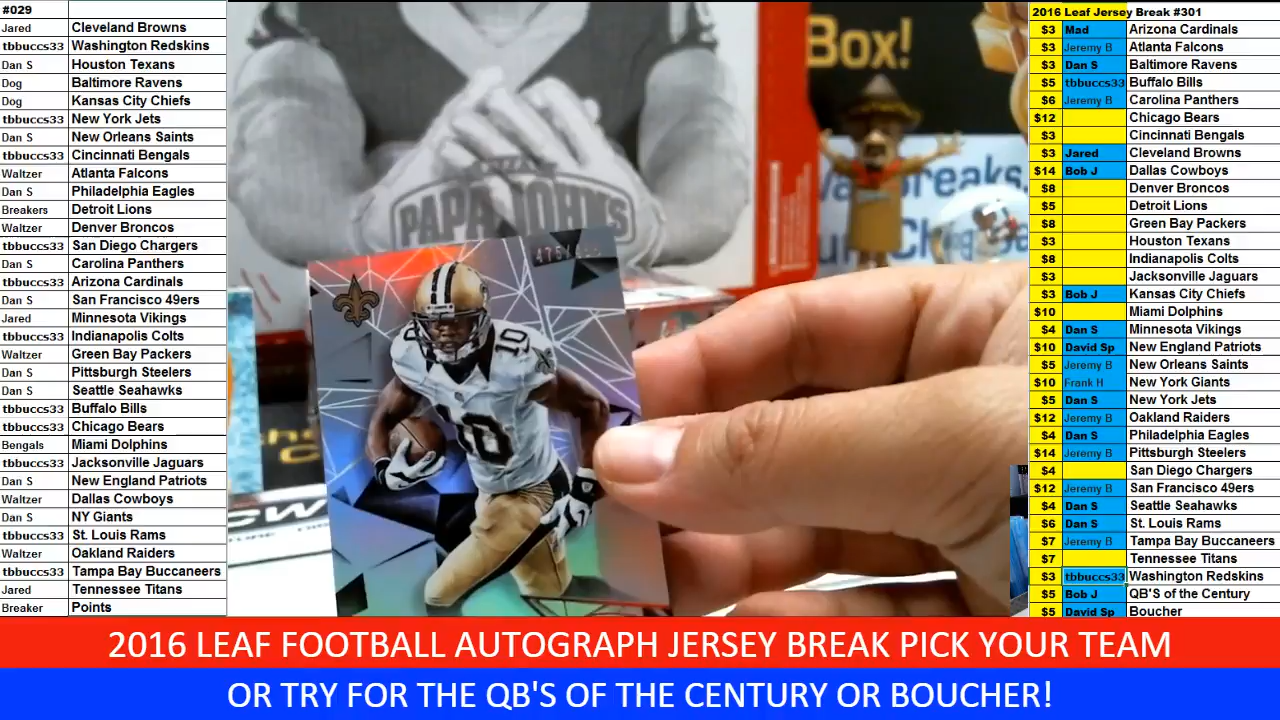 #029
Jared Cleveland Browns
tbbuccs33 Washington Redskins
Dan S Houston Texans
Dog Baltimore Ravens
Dog Kansas City Chiefs
tbbuccs33 New York Jets
Dan S New Orleans Saints
tbbuccs33 Cincinnati Bengals
Waltzer Atlanta Falcons
Dan S Philadelphia Eagles
Breakers Detroit Lions
Waltzer Denver Broncos
tbbuccs33 San Diego Chargers
Dan S Carolina Panthers
tbbuccs33 Arizona Cardinals
Dan S San Francisco 49ers
Jared Minnesota Vikings
tbbuccs33 Indianapolis Colts
Waltzer Green Bay Packers
Dan S Pittsburgh Steelers
Dan S Seattle Seahawks
tbbuccs33 Buffalo Bills
tbbuccs33 Chicago Bears
Bengals Miami Dolphins
tbbuccs33 Jacksonville Jaguars
Dan S New England Patriots
Waltzer Dallas Cowboys
Dan S NY Giants
tbbuccs33 St. Louis Rams
Waltzer Oakland Raiders
tbbuccs33 Tampa Bay Buccaneers
Jared Tennessee Titans
Breaker Points
Box!
PAPA JOHNS
10
10
2016 Leaf Jersey Break #301
$3 Mad Arizona Cardinals
$3 Jeremy B Atlanta Falcons
$3 Dan S Baltimore Ravens
$5 tbbuccs33 Buffalo Bills
$6 Jeremy B Carolina Panthers
$12 Chicago Bears
$3 Cincinnati Bengals
$3 Jared Cleveland Browns
$14 Bob J Dallas Cowboys
$8 Denver Broncos
$5 Detroit Lions
$8 Green Bay Packers
$3 Houston Texans
$8 Indianapolis Colts
$3 Jacksonville Jaguars
$3 Bob J Kansas City Chiefs
$10 Miami Dolphins
$4 Dan S Minnesota Vikings
$10 David Sp New England Patriots
$5 Jeremy B New Orleans Saints
$10 Frank H New York Giants
$5 Dan S New York Jets
$12 Jeremy B Oakland Raiders
$4 Dan S Philadelphia Eagles
$14 Jeremy B Pittsburgh Steelers
$4 San Diego Chargers
$12 Jeremy B San Francisco 49ers
$4 Dan S Seattle Seahawks
$6 Dan S St. Louis Rams
$7 Jeremy B Tampa Bay Buccaneers
$7 Tennessee Titans
$3 tbbuccs33 Washington Redskins
$5 Bob J QB'S of the Century
$5 David Sp Boucher
2016 LEAF FOOTBALL AUTOGRAPH JERSEY BREAK PICK YOUR TEAM
OR TRY FOR THE QB'S OF THE CENTURY OR BOUCHER!